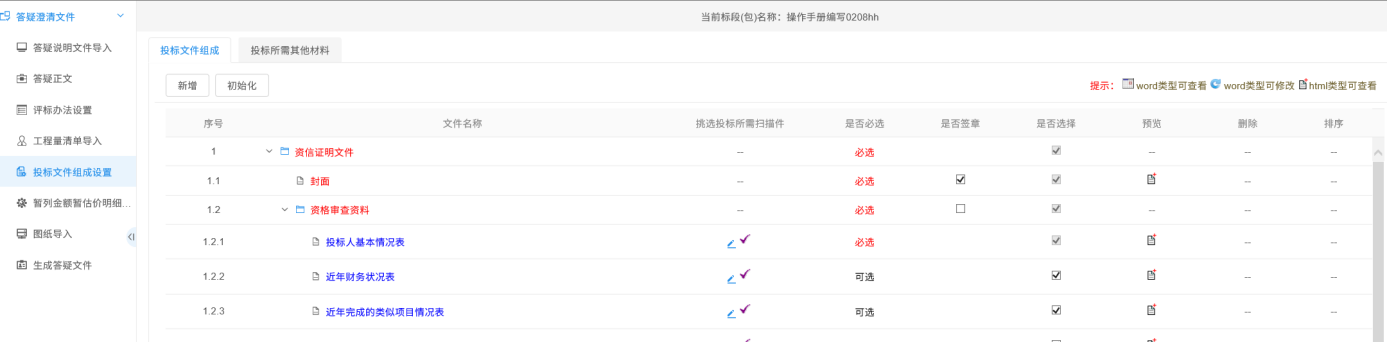 答疑澄清文件
答疑说明文件导入
答疑正文
评标办法设置
工程量清单导入
投标文件组成设置
暂列金额暂估价明细...
图纸导入
生成答疑文件
当前标段(包)名称：操作手册编写0208hh
投标文件组成 投标所需其他材料
新增 初始化 提示： word类型可查看 word类型可修改 html类型可查看
序号 文件名称 挑选投标所需扫描件 是否必选 是否签章 是否选择 预览 删除 排序
1 资信证明文件 -- 必选 -- -- --
1.1 封面 -- 必选 -- --
1.2 资格审查资料 -- 必选 -- -- --
1.2.1 投标人基本情况表 必选 -- --
1.2.2 近年财务状况表 可选 -- --
1.2.3 近年完成的类似项目情况表 可选 -- --